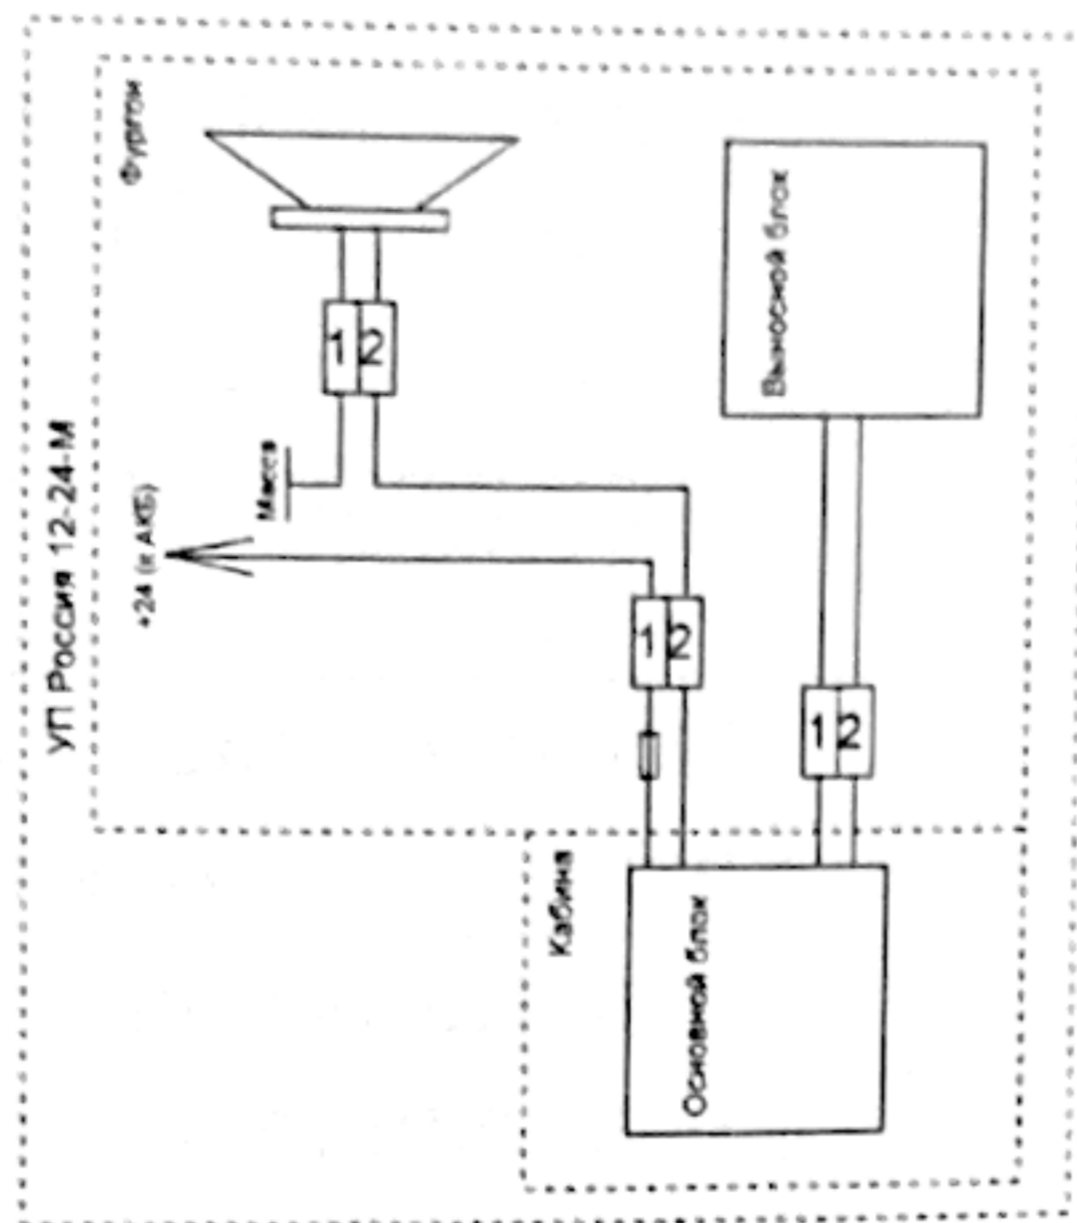 УП Россия 12-24-М
Фургон
+24 (к АКБ)
Масса
1 2
1 2
1 2
Выносной блок
Кабина
Основной блок